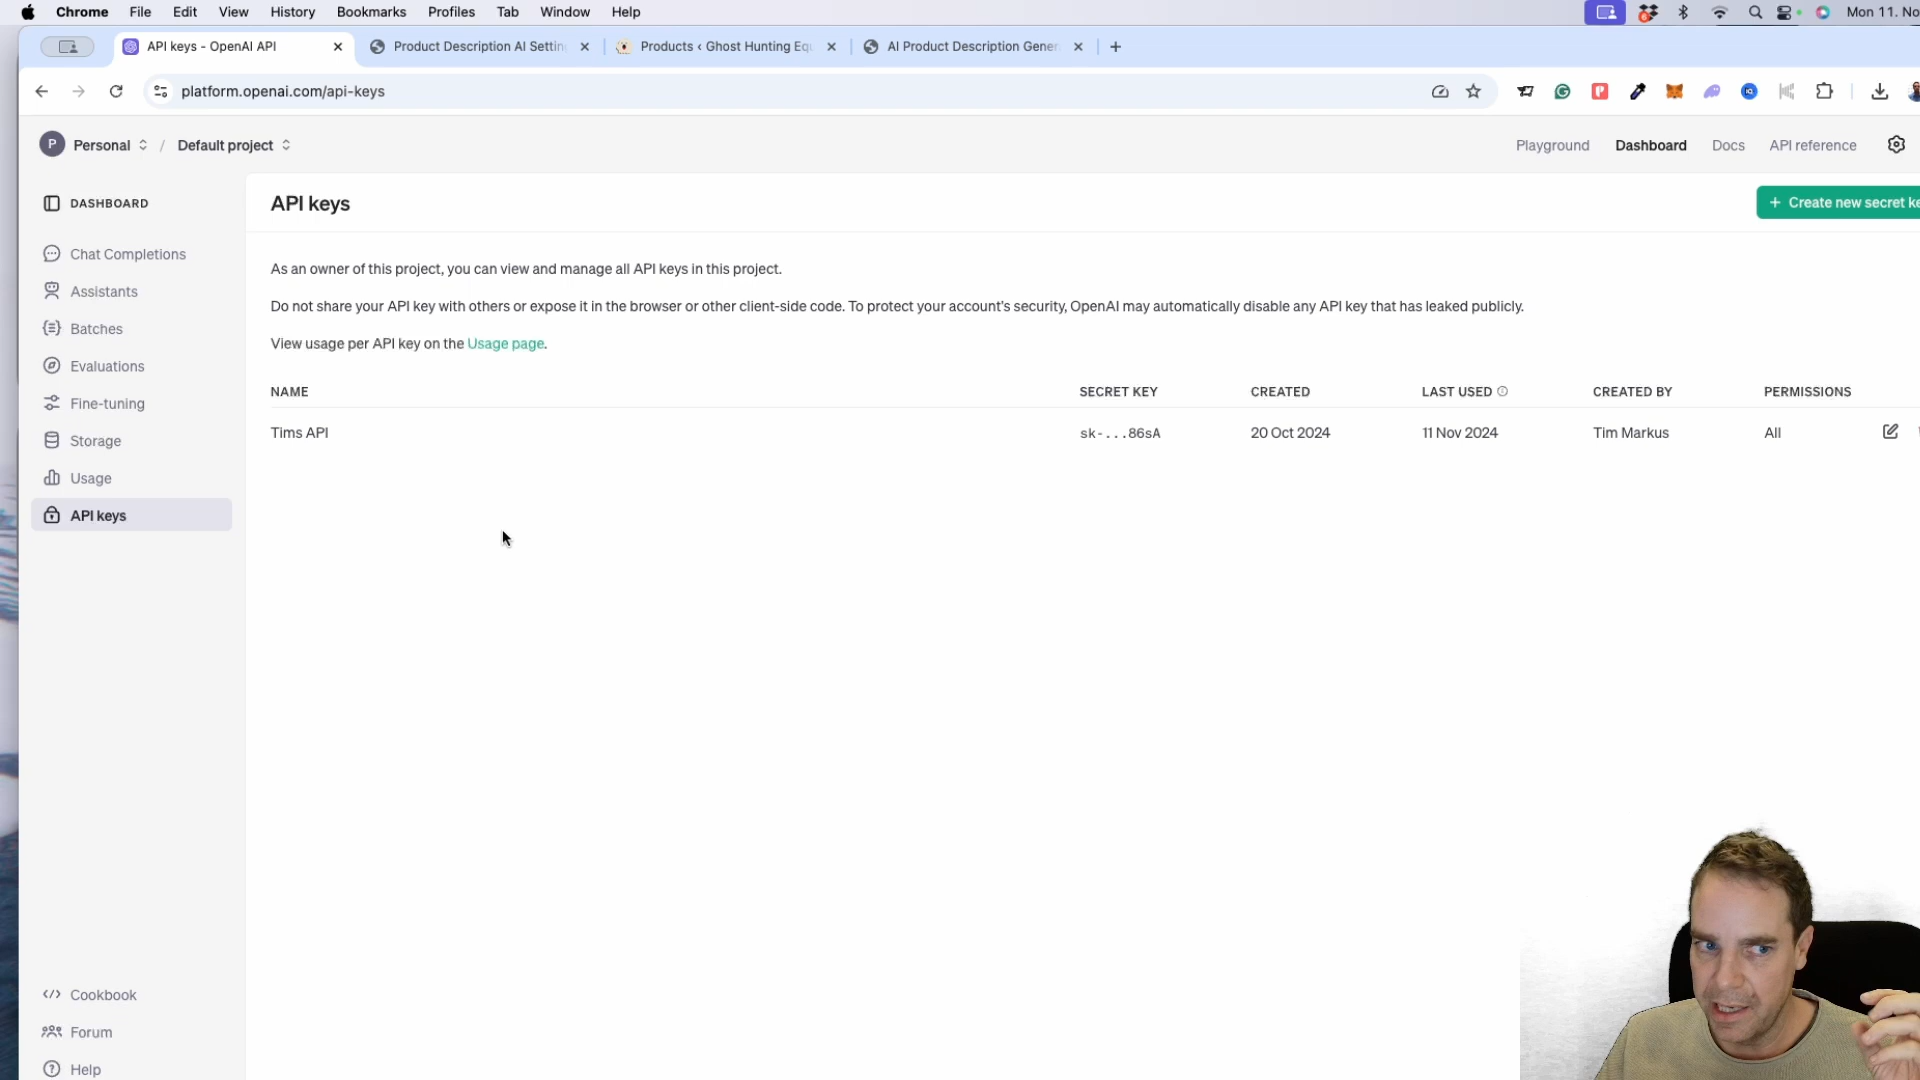 Chrome File Edit View History Bookmarks Profiles Tab Window Help Mon 11. No
API keys - OpenAI API Product Description AI Settin Products ‹ Ghost Hunting Eq AI Product Description Gener
platform.openai.com/api-keys
P Personal / Default project Playground Dashboard Docs API reference
DASHBOARD
API keys
+ Create new secret ke
Chat Completions
Assistants
Batches
Evaluations
Fine-tuning
Storage
Usage
API keys
As an owner of this project, you can view and manage all API keys in this project.
Do not share your API key with others or expose it in the browser or other client-side code. To protect your account's security, OpenAI may automatically disable any API key that has leaked publicly.
View usage per API key on the Usage page.
NAME SECRET KEY CREATED LAST USED CREATED BY PERMISSIONS
Tims API sk-...86sA 20 Oct 2024 11 Nov 2024 Tim Markus All
Cookbook
Forum
Help